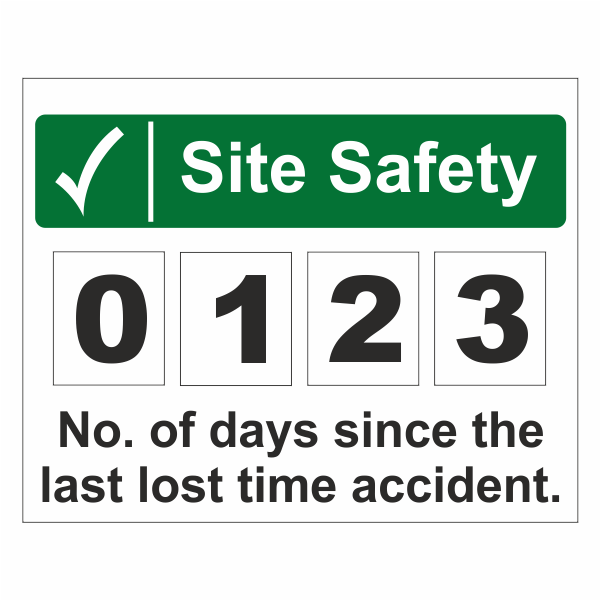 Site Safety
0 1 2 3
No. of days since the
last lost time accident.